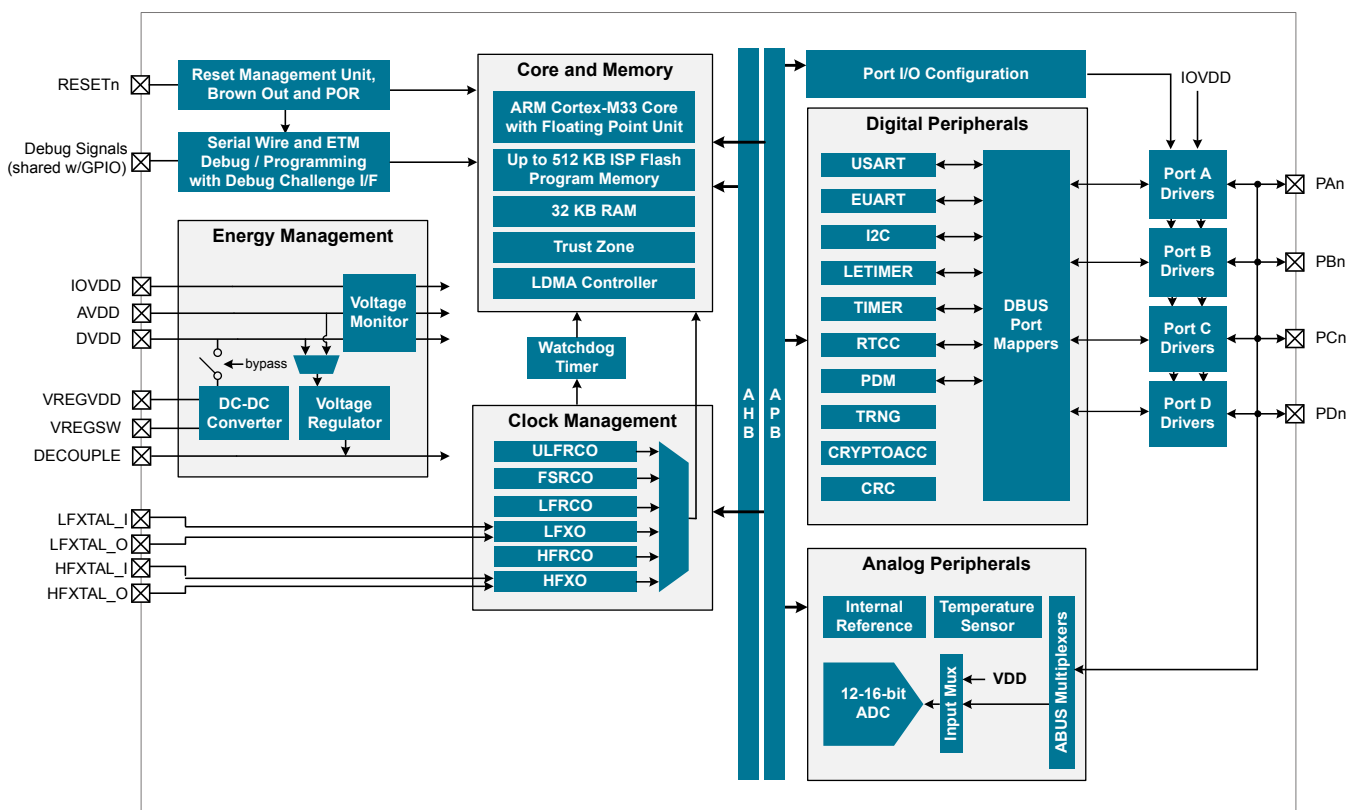 RESETn
Reset Management Unit,
Brown Out and POR
Debug Signals
(shared w/GPIO)
Serial Wire and ETM
Debug / Programming
with Debug Challenge I/F
Energy Management
IOVDD
AVDD
DVDD
Voltage
Monitor
bypass
VREGVDD
VREGSW
DECOUPLE
DC-DC
Converter
Voltage
Regulator
LFXTAL_I
LFXTAL_O
HFXTAL_I
HFXTAL_O
Core and Memory
ARM Cortex-M33 Core
with Floating Point Unit
Up to 512 KB ISP Flash
Program Memory
32 KB RAM
Trust Zone
LDMA Controller
Watchdog
Timer
Clock Management
ULFRCO
FSRCO
LFRCO
LFXO
HFRCO
HFXO
AHB
APB
Port I/O Configuration
IOVDD
Digital Peripherals
USART
EUART
I2C
LETIMER
TIMER
RTCC
PDM
TRNG
CRYPTOACC
CRC
DBUS
Port
Mappers
Port A
Drivers
Port B
Drivers
Port C
Drivers
Port D
Drivers
PAn
PBn
PCn
PDn
Analog Peripherals
Internal
Reference
Temperature
Sensor
12-16-bit
ADC
Input Mux
VDD
ABUS Multiplexers